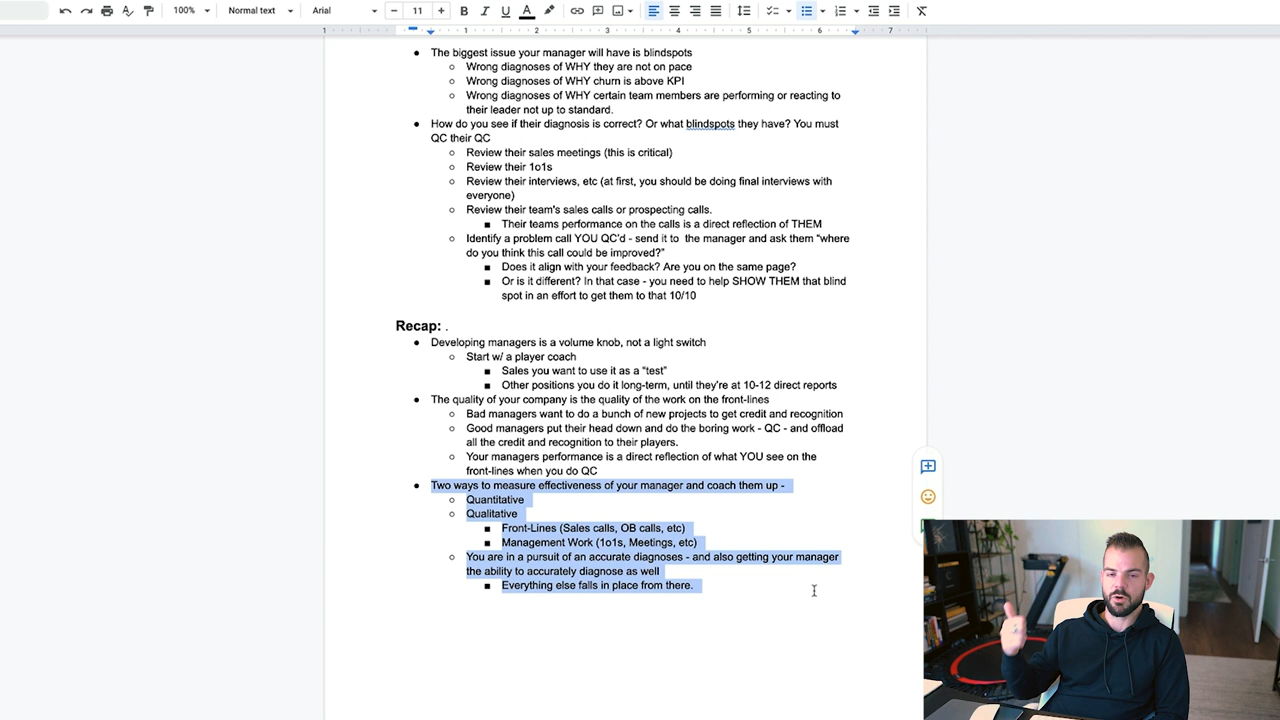 100% Normal text Arial 11 B I U A
1 1 2 3 4 5 6 7
The biggest issue your manager will have is blindspots
Wrong diagnoses of WHY they are not on pace
Wrong diagnoses of WHY churn is above KPI
Wrong diagnoses of WHY certain team members are performing or reacting to
their leader not up to standard.
How do you see if their diagnosis is correct? Or what blindspots they have? You must
QC their QC
Review their sales meetings (this is critical)
Review their 1o1s
Review their interviews, etc (at first, you should be doing final interviews with
everyone)
Review their team's sales calls or prospecting calls.
Their teams performance on the calls is a direct reflection of THEM
Identify a problem call YOU QC'd - send it to the manager and ask them “where
do you think this call could be improved?”
Does it align with your feedback? Are you on the same page?
Or is it different? In that case - you need to help SHOW THEM that blind
spot in an effort to get them to that 10/10
Recap: .
Developing managers is a volume knob, not a light switch
Start w/ a player coach
Sales you want to use it as a “test”
Other positions you do it long-term, until they're at 10-12 direct reports
The quality of your company is the quality of the work on the front-lines
Bad managers want to do a bunch of new projects to get credit and recognition
Good managers put their head down and do the boring work - QC - and offload
all the credit and recognition to their players.
Your managers performance is a direct reflection of what YOU see on the
front-lines when you do QC
Two ways to measure effectiveness of your manager and coach them up -
Quantitative
Qualitative
Front-Lines (Sales calls, OB calls, etc)
Management Work (1o1s, Meetings, etc)
You are in a pursuit of an accurate diagnoses - and also getting your manager
the ability to accurately diagnose as well
Everything else falls in place from there.